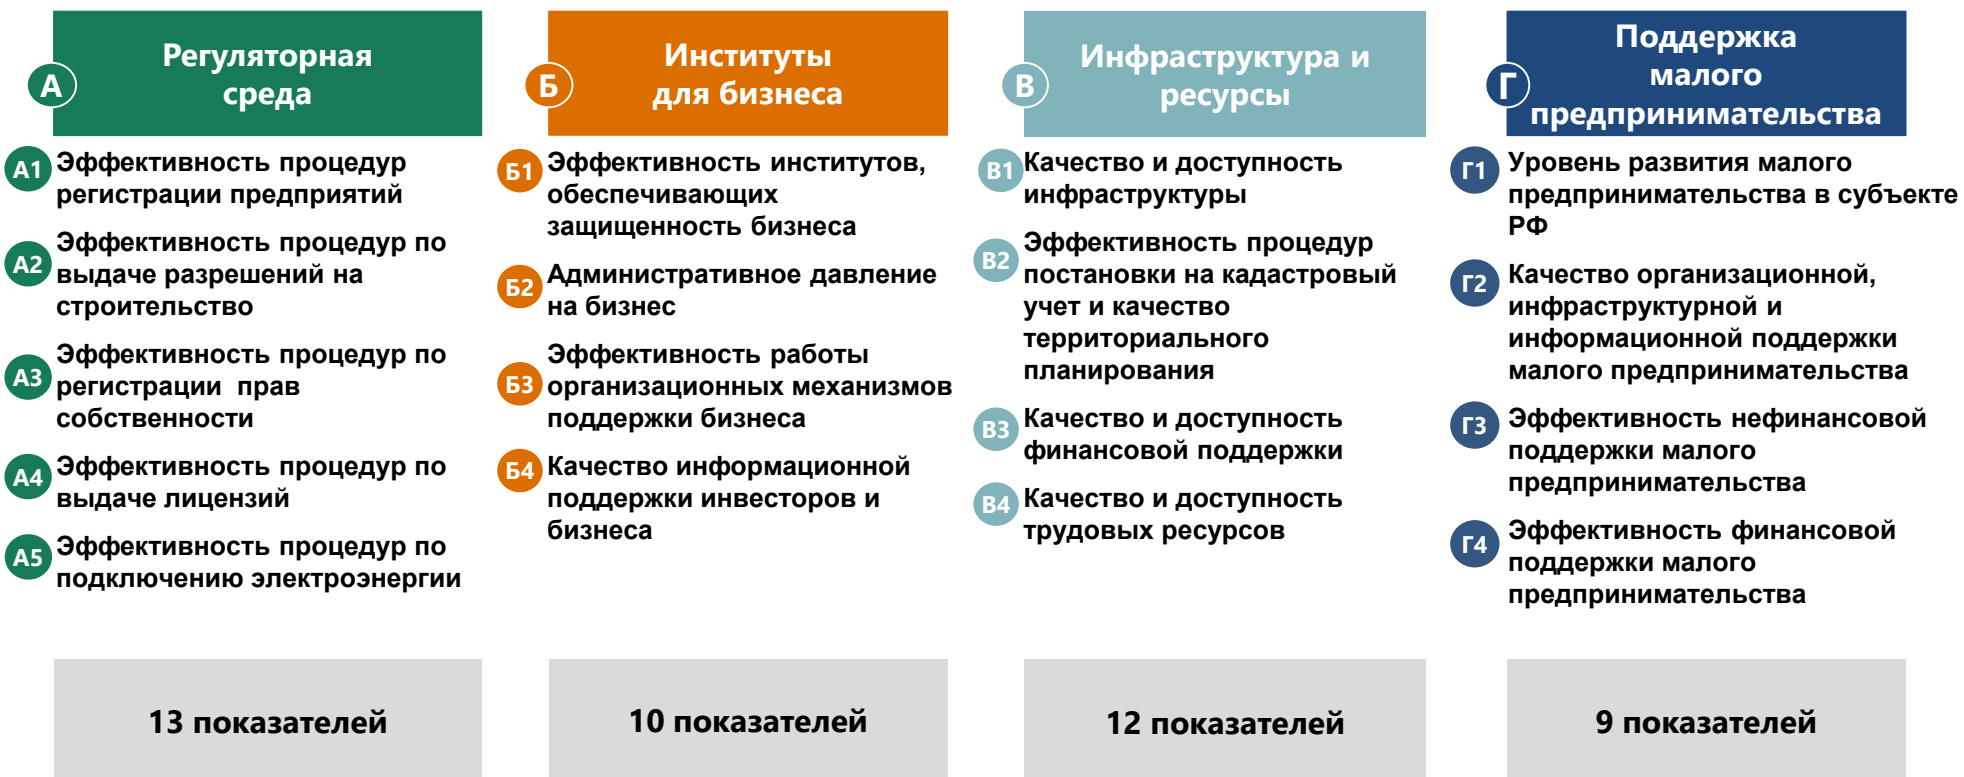 А
Регуляторная
среда
А1
Эффективность процедур
регистрации предприятий
А2
Эффективность процедур по
выдаче разрешений на
строительство
А3
Эффективность процедур по
регистрации прав
собственности
А4
Эффективность процедур по
выдаче лицензий
А5
Эффективность процедур по
подключению электроэнергии
13 показателей
Б
Институты
для бизнеса
Б1
Эффективность институтов,
обеспечивающих
защищенность бизнеса
Б2
Административное давление
на бизнес
Б3
Эффективность работы
организационных механизмов
поддержки бизнеса
Б4
Качество информационной
поддержки инвесторов и
бизнеса
10 показателей
В
Инфраструктура и
ресурсы
В1
Качество и доступность
инфраструктуры
В2
Эффективность процедур
постановки на кадастровый
учет и качество
территориального
планирования
В3
Качество и доступность
финансовой поддержки
В4
Качество и доступность
трудовых ресурсов
12 показателей
Г
Поддержка
малого
предпринимательства
Г1
Уровень развития малого
предпринимательства в субъекте
РФ
Г2
Качество организационной,
инфраструктурной и
информационной поддержки
малого предпринимательства
Г3
Эффективность нефинансовой
поддержки малого
предпринимательства
Г4
Эффективность финансовой
поддержки малого
предпринимательства
9 показателей